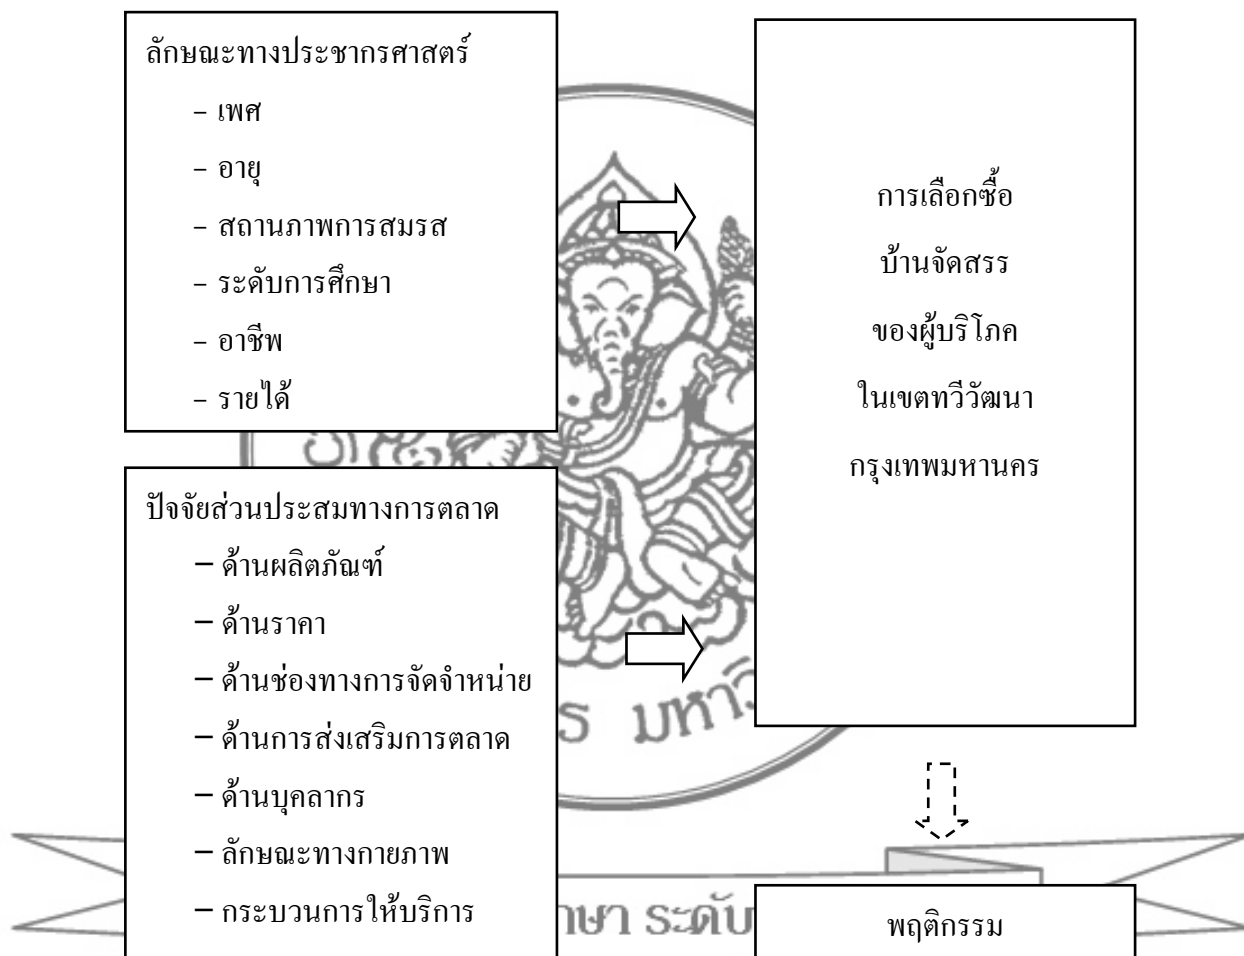 ลักษณะทางประชากรศาสตร์
- เพศ
- อายุ
- สถานภาพการสมรส
- ระดับการศึกษา
- อาชีพ
- รายได้
ปัจจัยส่วนประสมทางการตลาด
- ด้านผลิตภัณฑ์
- ด้านราคา
- ด้านช่องทางการจัดจำหน่าย
- ด้านการส่งเสริมการตลาด
- ด้านบุคลากร
- ลักษณะทางกายภาพ
- กระบวนการให้บริการ
การเลือกซื้อ
บ้านจัดสรร
ของผู้บริโภค
ในเขตทวีวัฒนา
กรุงเทพมหานคร
พฤติกรรม
ระดับ